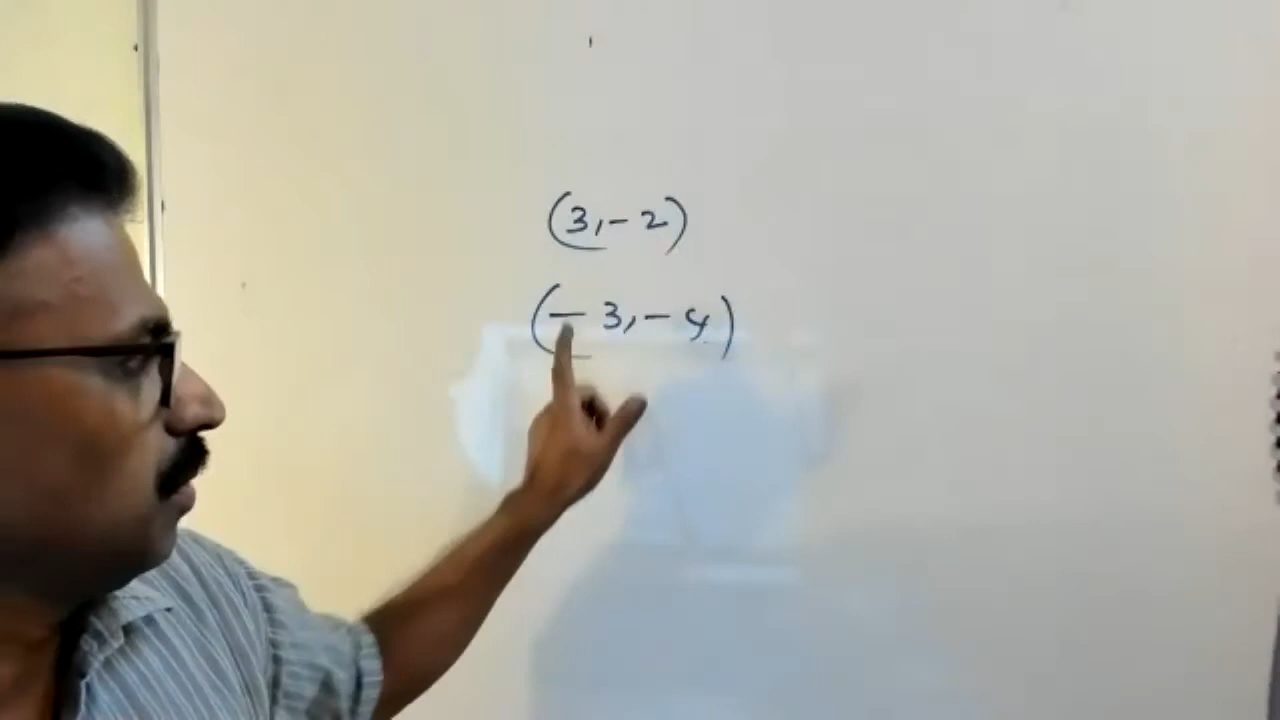 (3, - 2)
(- 3, - 4)